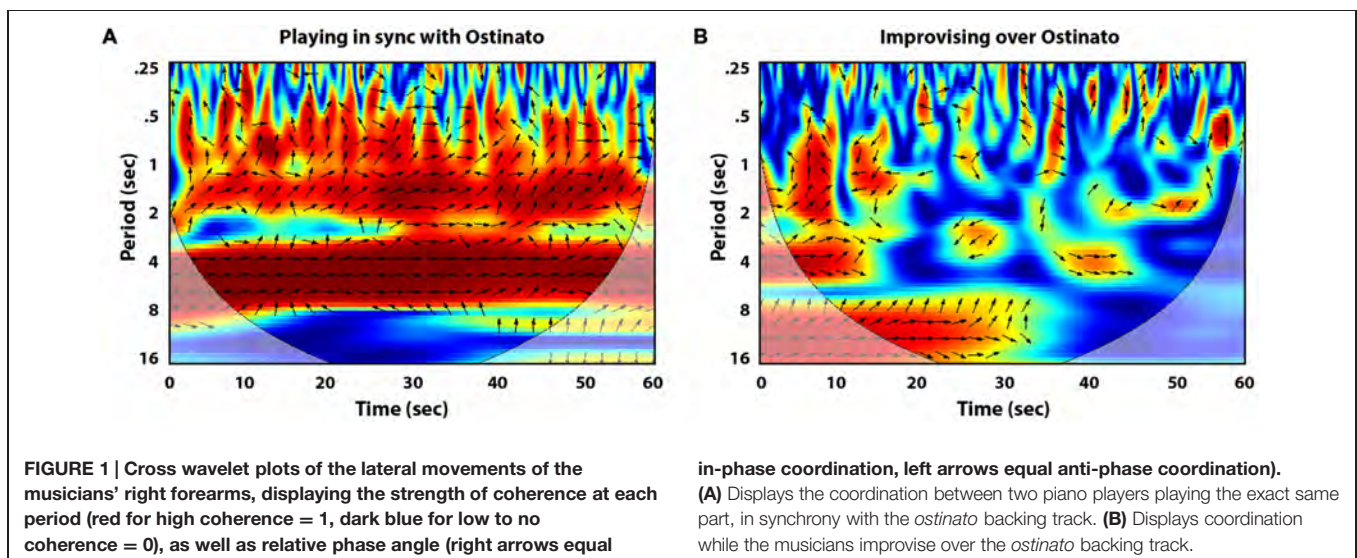 A
Playing in sync with Ostinato
.25
.5
1
2
4
8
16
Period (sec)
0 10 20 30 40 50 60
Time (sec)
B
Improvising over Ostinato
.25
.5
1
2
4
8
16
Period (sec)
0 10 20 30 40 50 60
Time (sec)
FIGURE 1 | Cross wavelet plots of the lateral movements of the
musicians’ right forearms, displaying the strength of coherence at each
period (red for high coherence = 1, dark blue for low to no
coherence = 0), as well as relative phase angle (right arrows equal
in-phase coordination, left arrows equal anti-phase coordination).
(A) Displays the coordination between two piano players playing the exact same
part, in synchrony with the ostinato backing track. (B) Displays coordination
while the musicians improvise over the ostinato backing track.